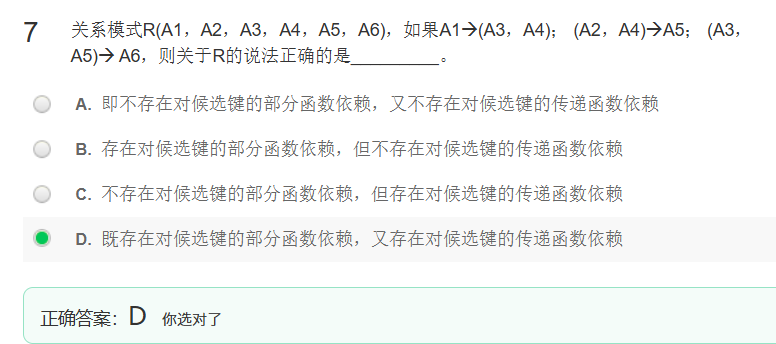 7 关系模式R(A1，A2，A3，A4，A5，A6)，如果A1→(A3，A4)； (A2，A4)→A5； (A3，
A5)→ A6，则关于R的说法正确的是_________。
A. 即不存在对候选键的部分函数依赖，又不存在对候选键的传递函数依赖
B. 存在对候选键的部分函数依赖，但不存在对候选键的传递函数依赖
C. 不存在对候选键的部分函数依赖，但存在对候选键的传递函数依赖
D. 既存在对候选键的部分函数依赖，又存在对候选键的传递函数依赖
正确答案：D 你选对了